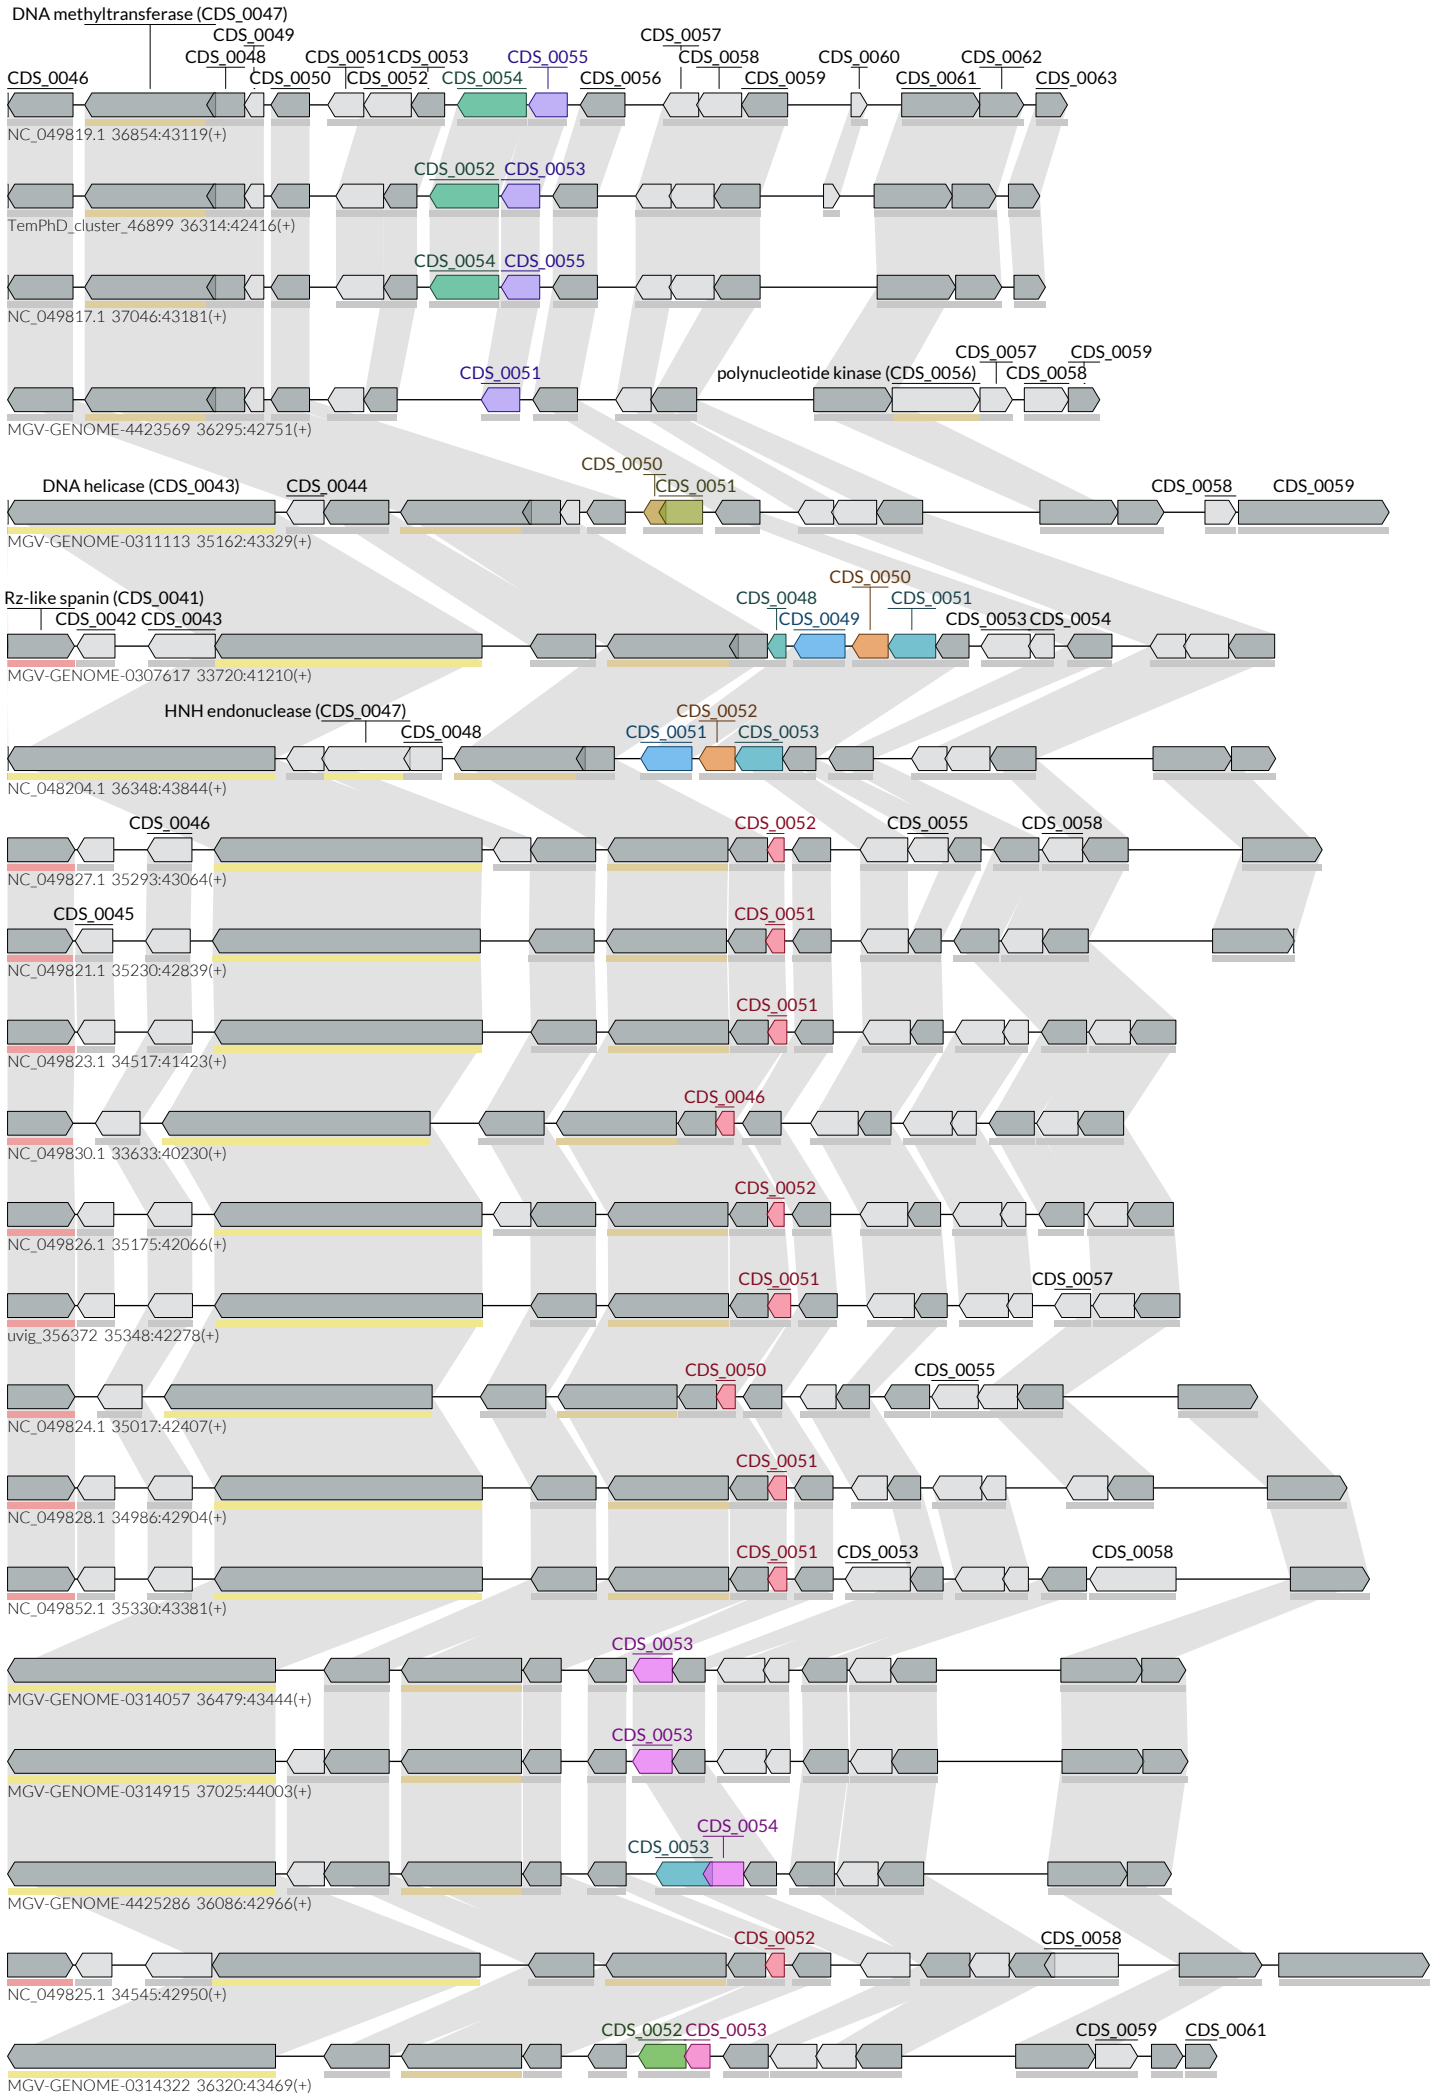 DNA methyltransferase (CDS_0047)
CDS_0049
CDS_0057
CDS_0048 CDS_0051 CDS_0053 CDS_0055 CDS_0058 CDS_0060 CDS_0062
CDS_0046 CDS_0050 CDS_0052 CDS_0054 CDS_0056 CDS_0059 CDS_0061 CDS_0063
NC_049819.1 36854:43119(+)
CDS_0052 CDS_0053
TemPhD_cluster_46899 36314:42416(+)
CDS_0054 CDS_0055
NC_049817.1 37046:43181(+)
CDS_0057 CDS_0059
CDS_0051 polynucleotide kinase (CDS_0056) CDS_0058
MGV-GENOME-4423569 36295:42751(+)
CDS_0050
DNA helicase (CDS_0043) CDS_0044 CDS_0051 CDS_0058 CDS_0059
MGV-GENOME-0311113 35162:43329(+)
CDS_0050
Rz-like spanin (CDS_0041) CDS_0048 CDS_0051
CDS_0042 CDS_0043 CDS_0049 CDS_0053 CDS_0054
MGV-GENOME-0307617 33720:41210(+)
HNH endonuclease (CDS_0047) CDS_0052
CDS_0048 CDS_0051 CDS_0053
NC_048204.1 36348:43844(+)
CDS_0046 CDS_0052 CDS_0055 CDS_0058
NC_049827.1 35293:43064(+)
CDS_0045 CDS_0051
NC_049821.1 35230:42839(+)
CDS_0051
NC_049823.1 34517:41423(+)
CDS_0046
NC_049830.1 33633:40230(+)
CDS_0052
NC_049826.1 35175:42066(+)
CDS_0051 CDS_0057
uvig_356372 35348:42278(+)
CDS_0050 CDS_0055
NC_049824.1 35017:42407(+)
CDS_0051
NC_049828.1 34986:42904(+)
CDS_0051 CDS_0053 CDS_0058
NC_049852.1 35330:43381(+)
CDS_0053
MGV-GENOME-0314057 36479:43444(+)
CDS_0053
MGV-GENOME-0314915 37025:44003(+)
CDS_0054
CDS_0053
MGV-GENOME-4425286 36086:42966(+)
CDS_0052 CDS_0058
NC_049825.1 34545:42950(+)
CDS_0052 CDS_0053 CDS_0059 CDS_0061
MGV-GENOME-0314322 36320:43469(+)